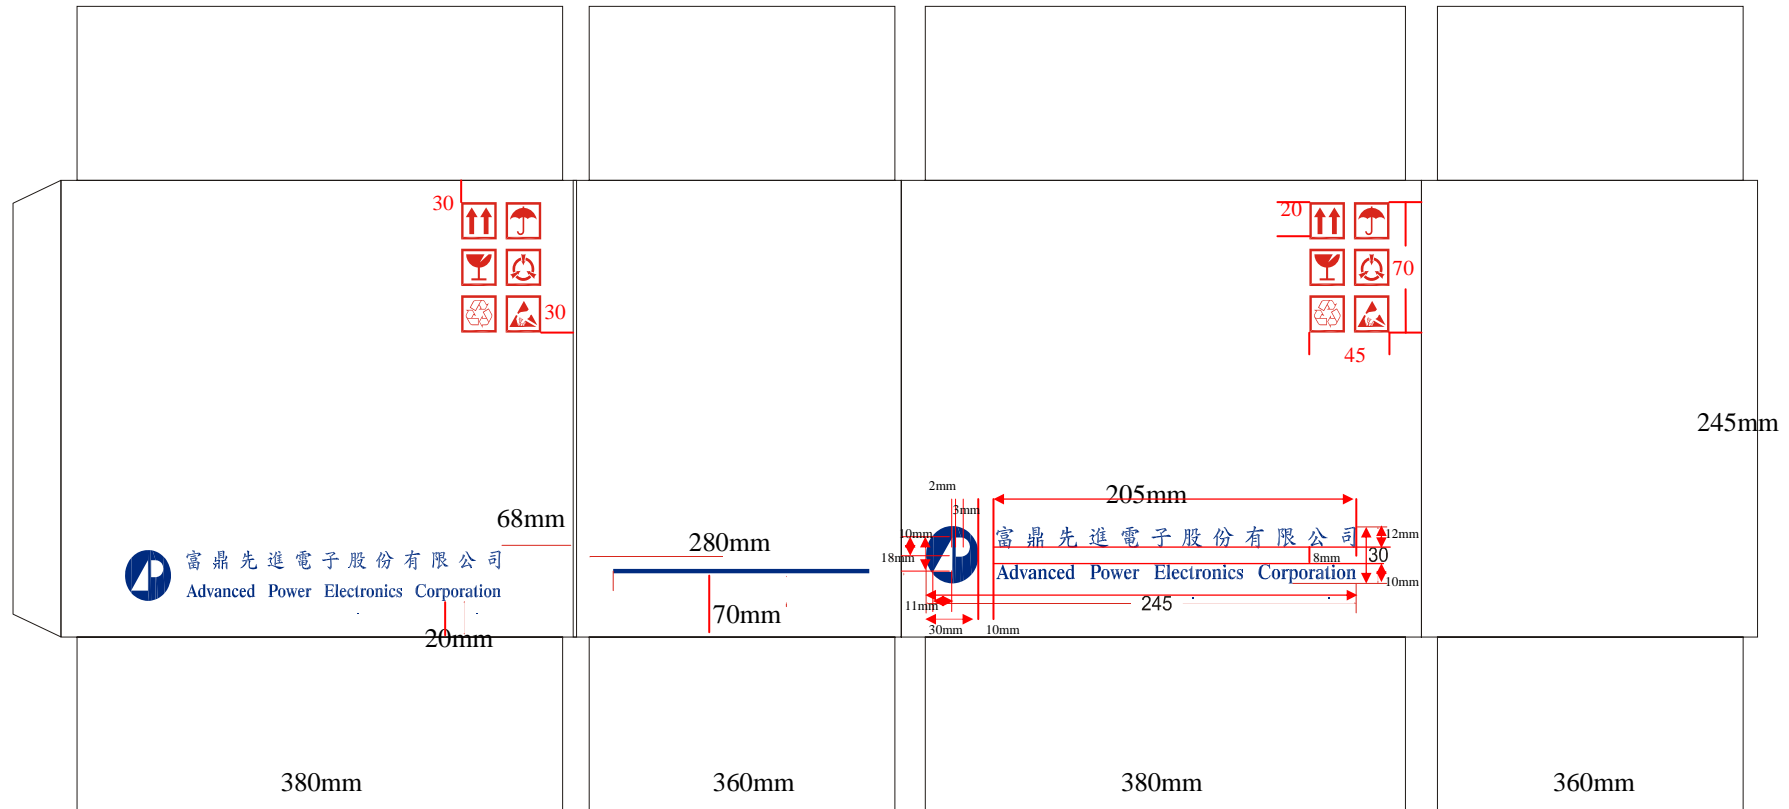 30
30
68mm
富鼎先進電子股份有限公司
Advanced Power Electronics Corporation
20mm
280mm
70mm
20
70
45
245mm
2mm
205mm
3mm
10mm
18mm
富鼎先進電子股份有限公司
12mm
30
8mm
Advanced Power Electronics Corporation
10mm
11mm
245
30mm
10mm
380mm
360mm
380mm
360mm